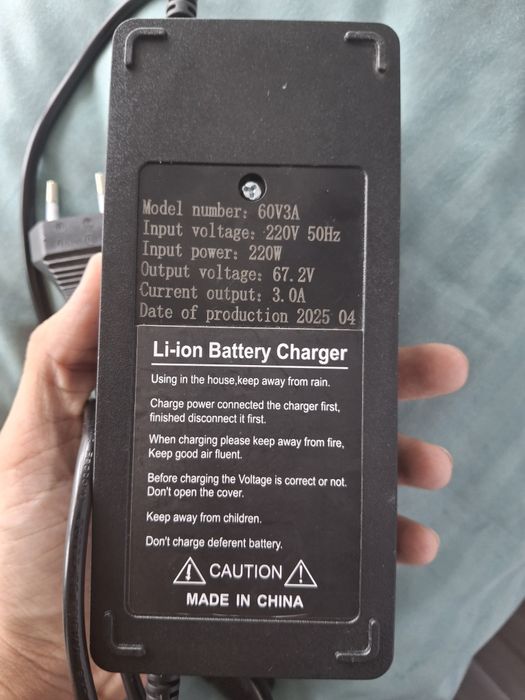 Model number: 60V3A
Input voltage: 220V 50Hz
Input power: 220W
Output voltage: 67.2V
Current output: 3.0A
Date of production 2025 04
Li-ion Battery Charger
Using in the house,keep away from rain.
Charge power connected the charger first,
finished disconnect it first.
When charging please keep away from fire,
Keep good air fluent.
Before charging the Voltage is correct or not.
Don't open the cover.
Keep away from children.
Don't charge deferent battery.
CAUTION
MADE IN CHINA